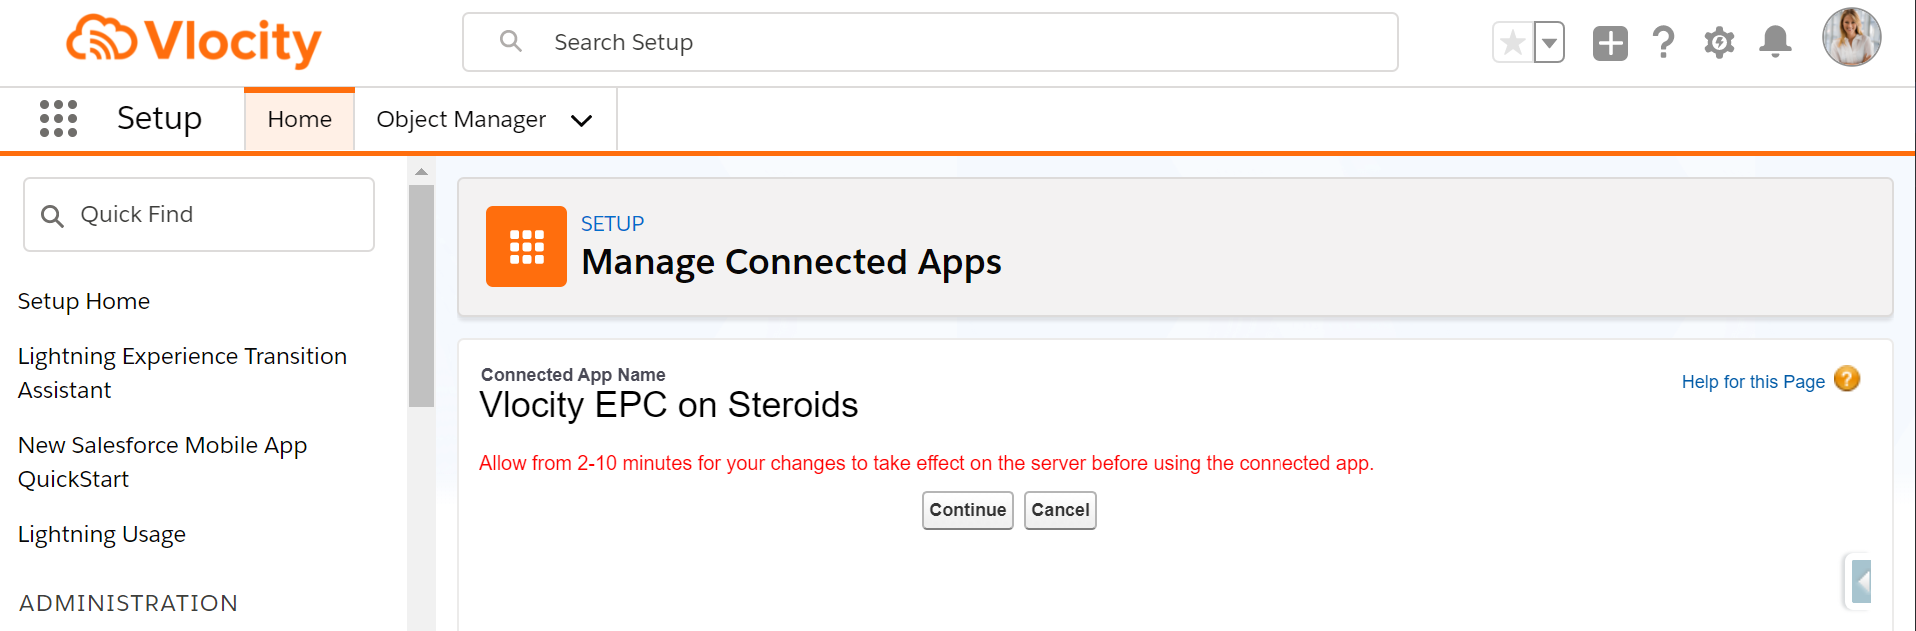 Vlocity
Search Setup
Setup
Home
Object Manager
Quick Find
Setup Home
Lightning Experience Transition
Assistant
New Salesforce Mobile App
QuickStart
Lightning Usage
ADMINISTRATION
SETUP
Manage Connected Apps
Connected App Name
Vlocity EPC on Steroids
Help for this Page
Allow from 2-10 minutes for your changes to take effect on the server before using the connected app.
Continue
Cancel